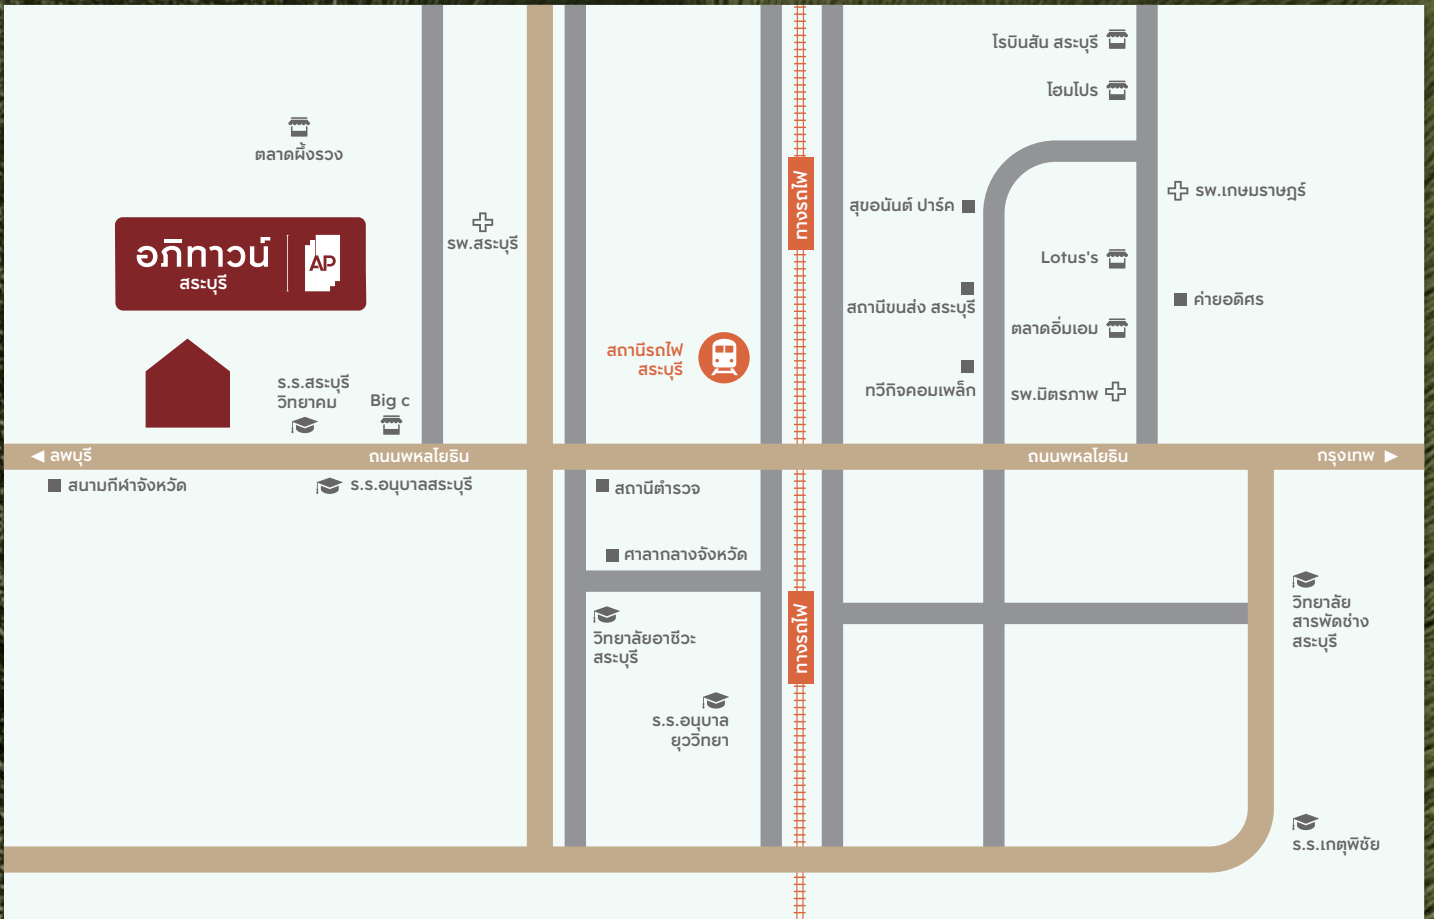 โรบินสัน สระบุรี
โฮมโปร
ตลาดผึ้งรวง
ทางรถไฟ
รพ.เกษมราษฎร์
สุขอนันต์ ปาร์ค
อภิทาวน์
สระบุรี
AP
รพ.สระบุรี
Lotus's
ค่ายอดิศร
สถานีขนส่ง สระบุรี
ตลาดอิ่มเอม
สถานีรถไฟ
สระบุรี
ทวีกิจคอมเพล็ก
รพ.มิตรภาพ
ร.ร.สระบุรี
วิทยาคม
Big c
ลพบุรี
ถนนพหลโยธิน
ถนนพหลโยธิน
กรุงเทพ
สนามกีฬาจังหวัด
ร.ร.อนุบาลสระบุรี
สถานีตำรวจ
ศาลากลางจังหวัด
วิทยาลัย
สารพัดช่าง
สระบุรี
วิทยาลัยอาชีวะ
สระบุรี
ทางรถไฟ
ร.ร.อนุบาล
ยุววิทยา
ร.ร.เกตุพิชัย